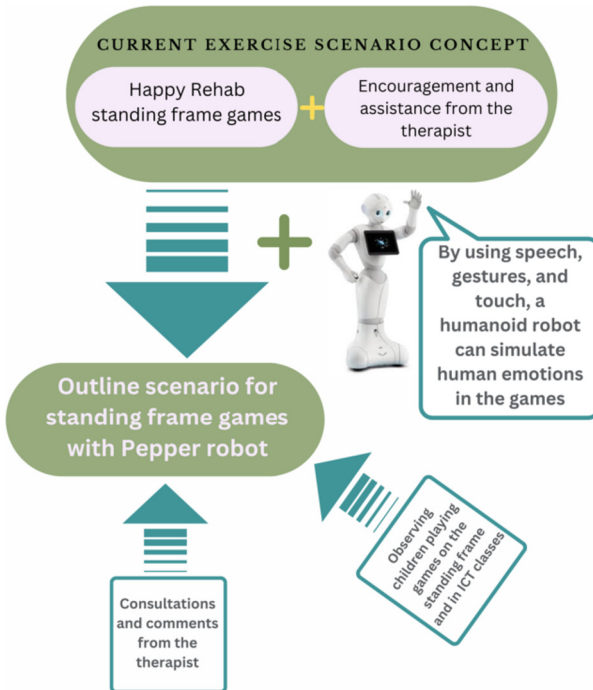 CURRENT EXERCISE SCENARIO CONCEPT
Happy Rehab
standing frame games
Encouragement and
assistance from the
therapist
By using speech,
gestures, and
touch, a
humanoid robot
can simulate
human emotions
in the games
Outline scenario for
standing frame games
with Pepper robot
Observing
children playing
games on the
standing frame
and in ICT classes
Consultations
and comments
from the
therapist